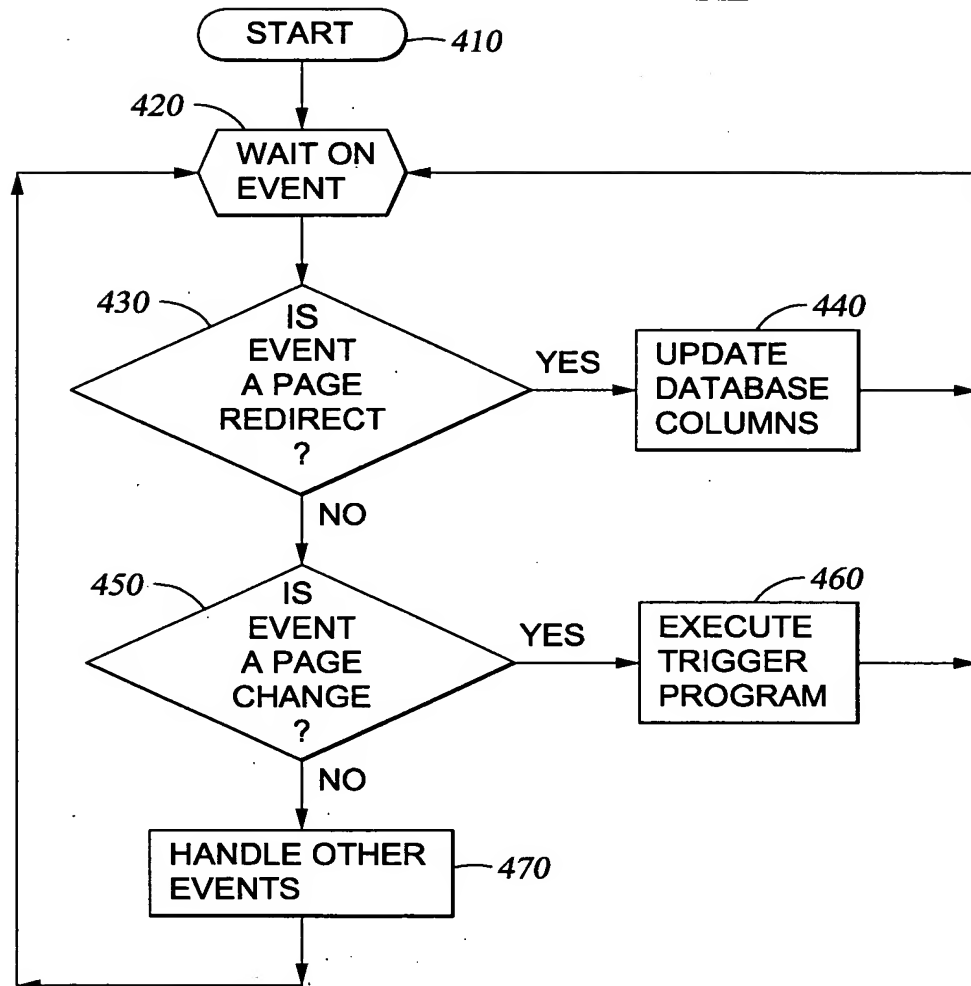 START
410
420
WAIT ON
EVENT
430
IS
EVENT
A PAGE
REDIRECT
?
YES
440
UPDATE
DATABASE
COLUMNS
NO
450
IS
EVENT
A PAGE
CHANGE
?
YES
460
EXECUTE
TRIGGER
PROGRAM
NO
HANDLE OTHER
EVENTS
470